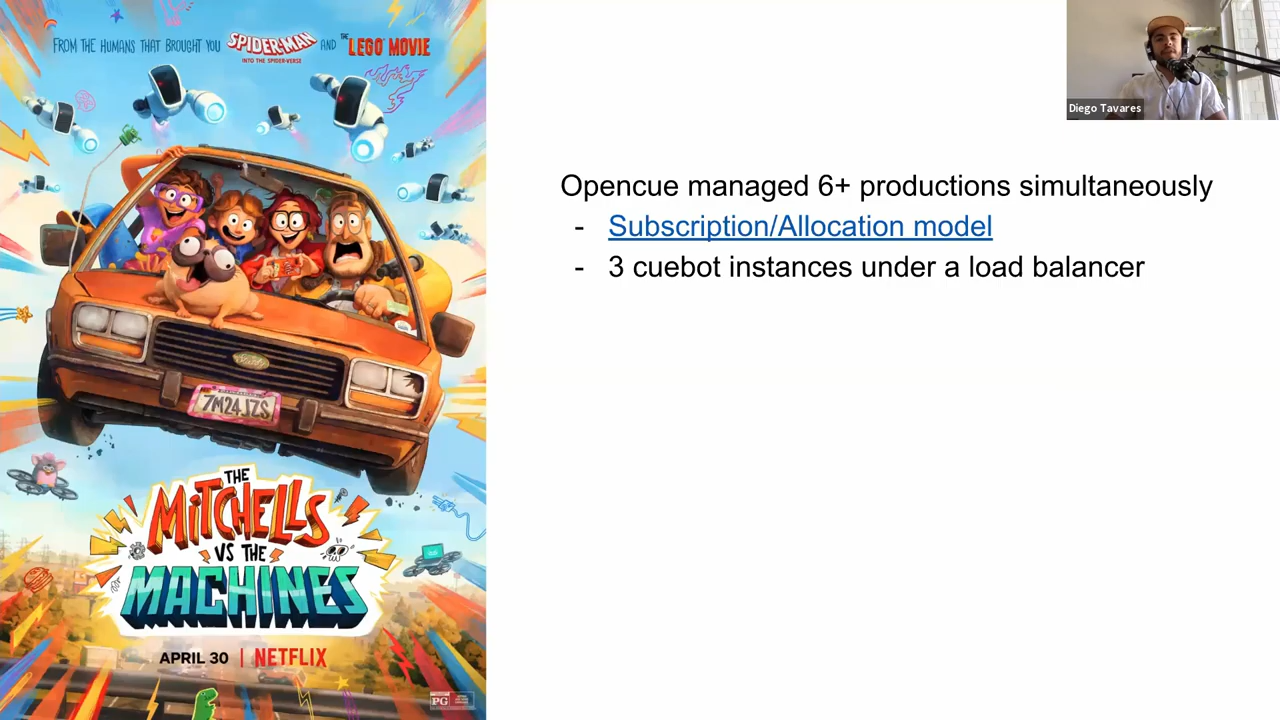 FROM THE HUMANS THAT BROUGHT YOU SPIDER-MAN INTO THE SPIDER-VERSE AND THE LEGO MOVIE
Diego Tavares
Opencue managed 6+ productions simultaneously
- Subscription/Allocation model
- 3 cuebot instances under a load balancer
7M24JZS
THE
MITCHELLS
VS THE
MACHINES
APRIL 30 | NETFLIX
PG